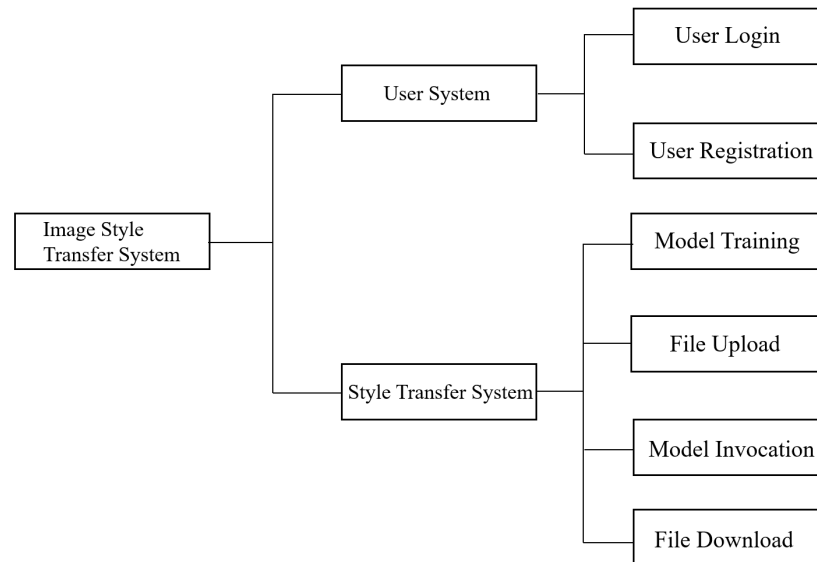 User Login
User System
User Registration
Image Style
Transfer System
Model Training
File Upload
Style Transfer System
Model Invocation
File Download